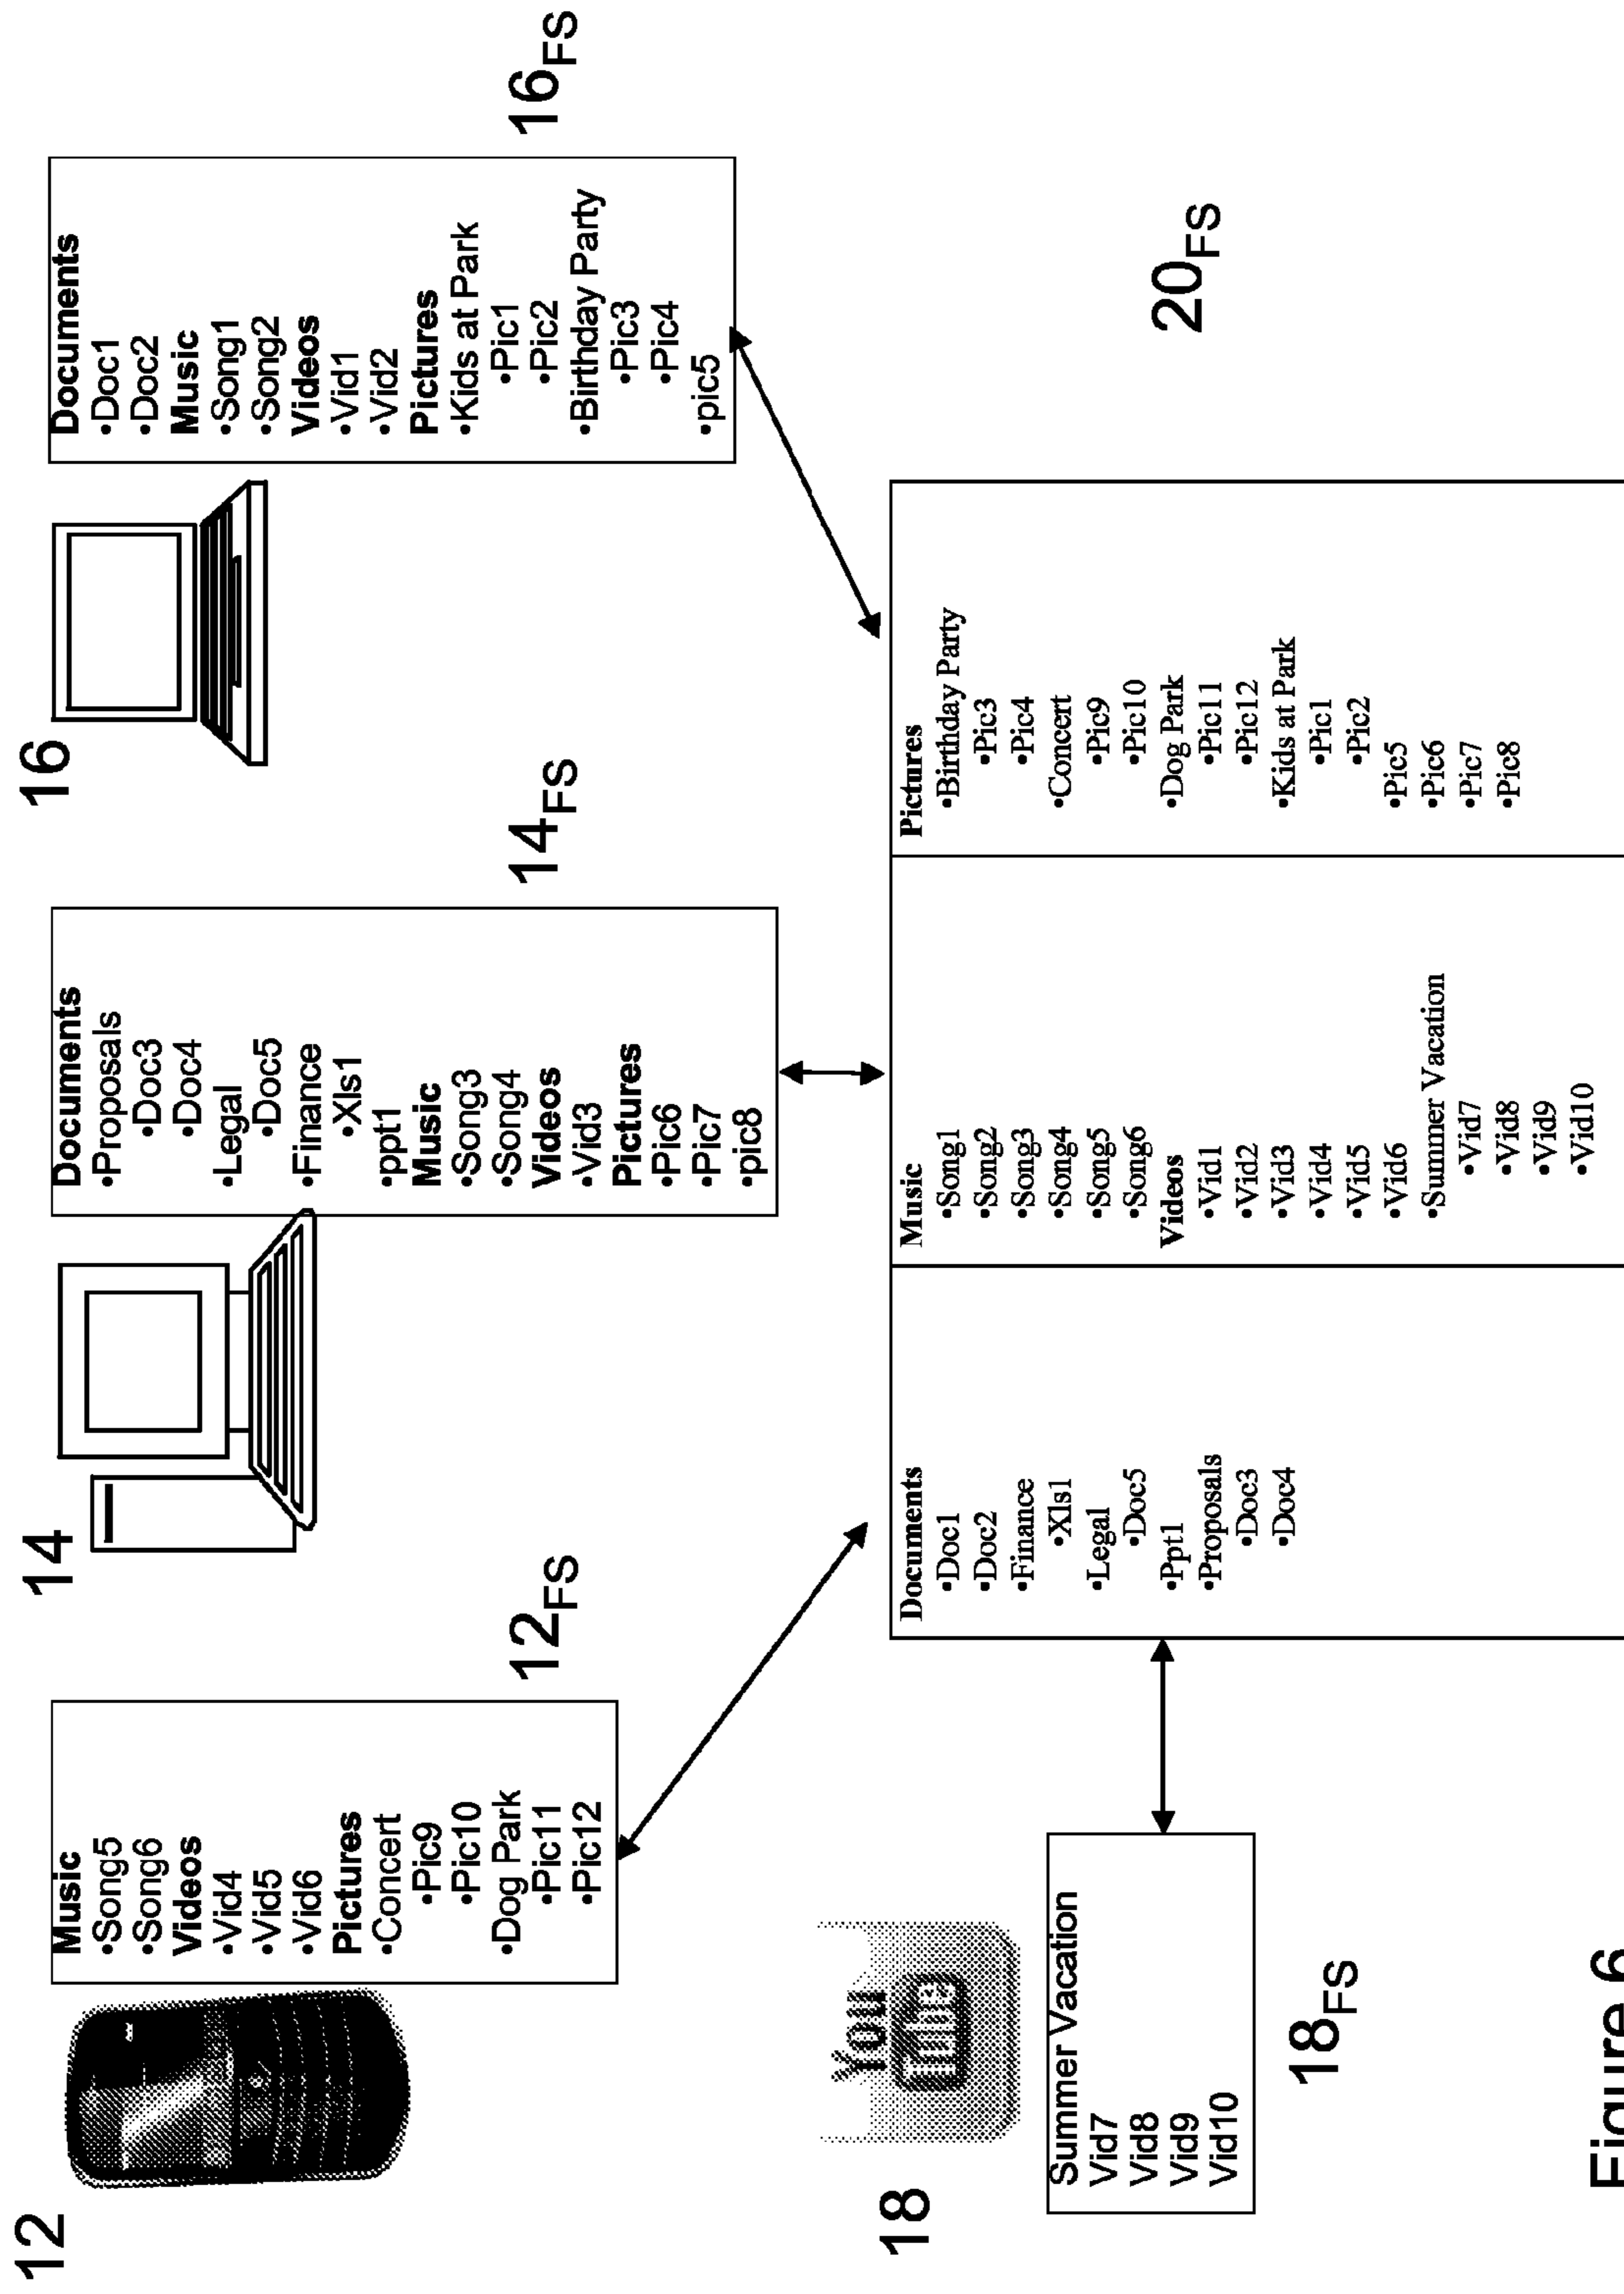 12
Music
•Song5
•Song6
Videos
•Vid4
•Vid5
•Vid6
Pictures
•Concert
•Pic9
•Pic10
•Dog Park
•Pic11
•Pic12
12FS
14
Documents
•Proposals
•Doc3
•Doc4
•Legal
•Doc5
•Finance
•Xls1
•ppt1
Music
•Song3
•Song4
Videos
•Vid3
Pictures
•Pic6
•Pic7
•pic8
14FS
16
Documents
•Doc1
•Doc2
Music
•Song1
•Song2
Videos
•Vid1
•Vid2
Pictures
•Kids at Park
•Pic1
•Pic2
•Birthday Party
•Pic3
•Pic4
•pic5
16FS
18
You
Tube
Summer Vacation
Vid7
Vid8
Vid9
Vid10
18FS
Documents
•Doc1
•Doc2
•Finance
•Xls1
•Legal
•Doc5
•Ppt1
•Proposals
•Doc3
•Doc4
Music
•Song1
•Song2
•Song3
•Song4
•Song5
•Song6
Videos
•Vid1
•Vid2
•Vid3
•Vid4
•Vid5
•Vid6
•Summer Vacation
•Vid7
•Vid8
•Vid9
•Vid10
Pictures
•Birthday Party
•Pic3
•Pic4
•Concert
•Pic9
•Pic10
•Dog Park
•Pic11
•Pic12
•Kids at Park
•Pic1
•Pic2
•Pic5
•Pic6
•Pic7
•Pic8
20FS
Figure 6